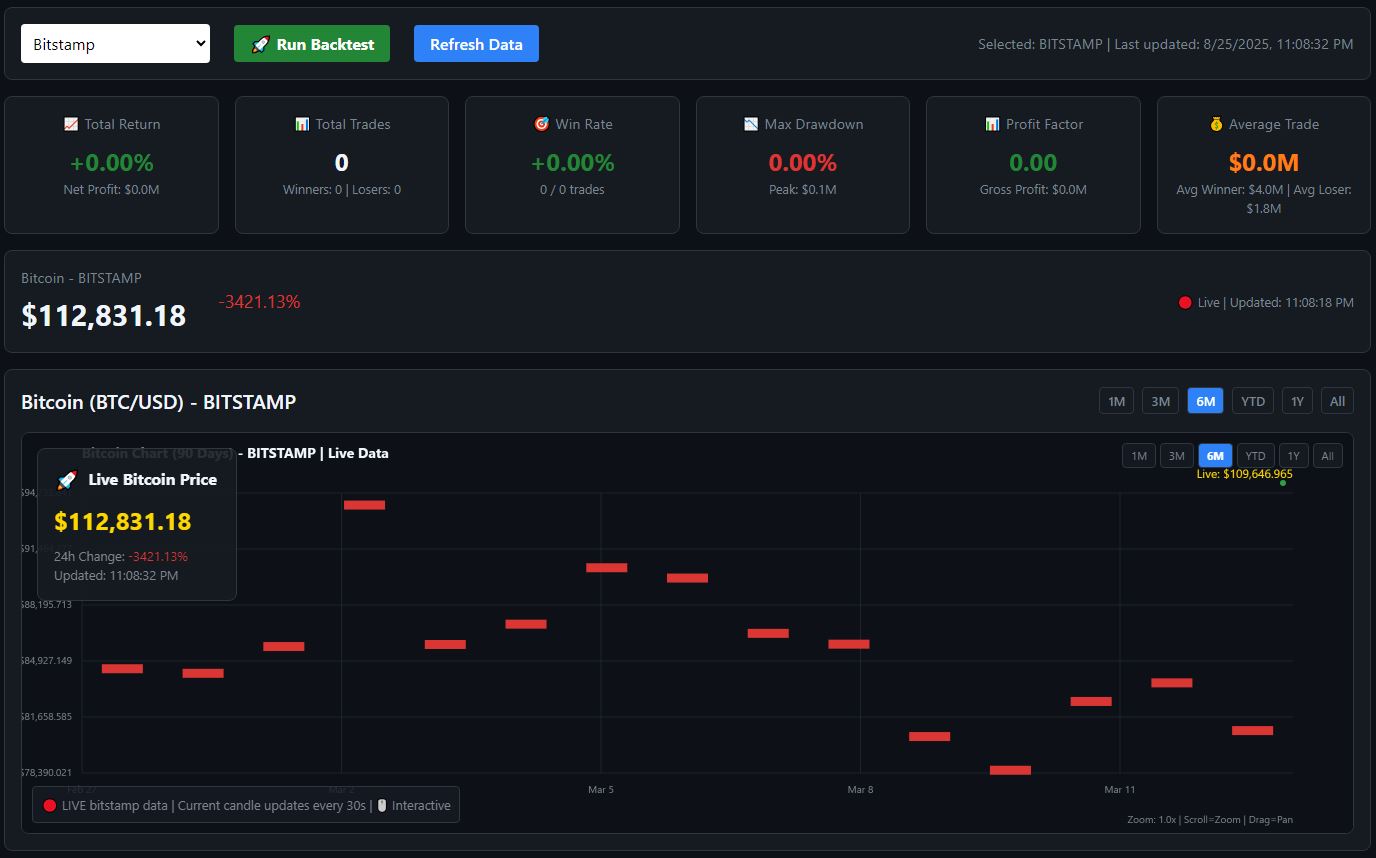 Bitstamp
🚀 Run Backtest
Refresh Data
Selected: BITSTAMP | Last updated: 8/25/2025, 11:08:32 PM
📈 Total Return
+0.00%
Net Profit: $0.0M
📊 Total Trades
0
Winners: 0 | Losers: 0
🎯 Win Rate
+0.00%
0 / 0 trades
📉 Max Drawdown
0.00%
Peak: $0.1M
📊 Profit Factor
0.00
Gross Profit: $0.0M
💰 Average Trade
$0.0M
Avg Winner: $4.0M | Avg Loser:
$1.8M
Bitcoin - BITSTAMP
$112,831.18
-3421.13%
Live | Updated: 11:08:18 PM
Bitcoin (BTC/USD) - BITSTAMP
1M 3M 6M YTD 1Y All
Bitcoin Chart (90 Days) - BITSTAMP | Live Data
1M 3M 6M YTD 1Y All
Live: $109,646.965
🚀 Live Bitcoin Price
$112,831.18
24h Change: -3421.13%
Updated: 11:08:32 PM
$94,
$91,
$88,195.713
$84,927.149
$81,658.585
$78,390.021
Feb 27 Mar 2 Mar 5 Mar 8 Mar 11
LIVE bitstamp data | Current candle updates every 30s | 🖱️ Interactive
Zoom: 1.0x | Scroll=Zoom | Drag=Pan